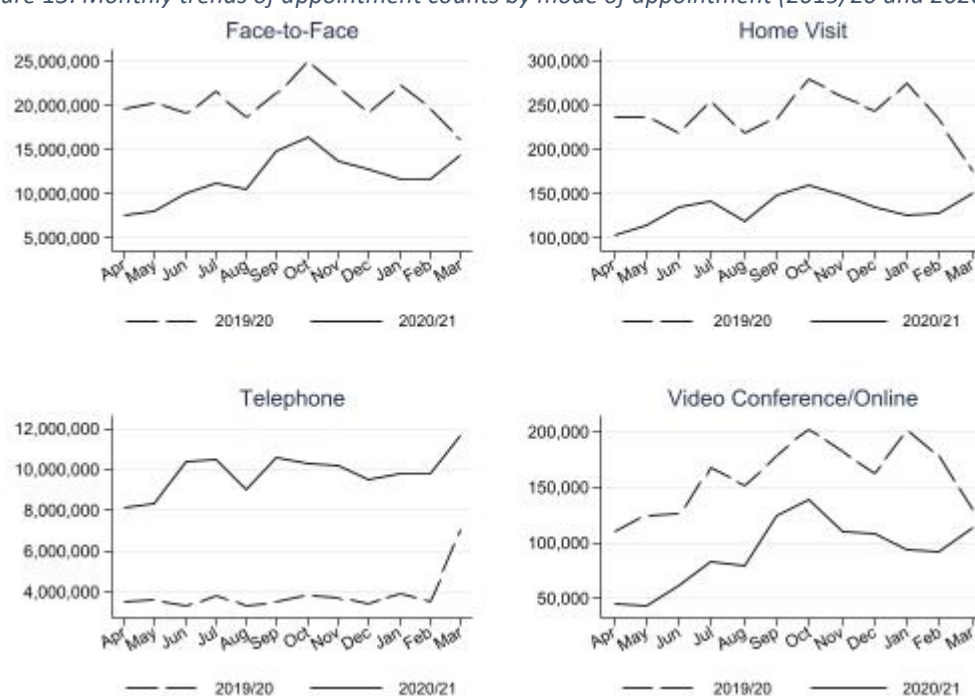 ure 13: Monthly trends of appointment counts by mode of appointment (2019/20 and 2020
Face-to-Face
25,000,000
20,000,000
15,000,000
10,000,000
5,000,000
Apr May Jun Jul Aug Sep Oct Nov Dec Jan Feb Mar
2019/20 2020/21
Home Visit
300,000
250,000
200,000
150,000
100,000
Apr May Jun Jul Aug Sep Oct Nov Dec Jan Feb Mar
2019/20 2020/21
Telephone
12,000,000
10,000,000
8,000,000
6,000,000
4,000,000
Apr May Jun Jul Aug Sep Oct Nov Dec Jan Feb Mar
2019/20 2020/21
Video Conference/Online
200,000
150,000
100,000
50,000
Apr May Jun Jul Aug Sep Oct Nov Dec Jan Feb Mar
2019/20 2020/21